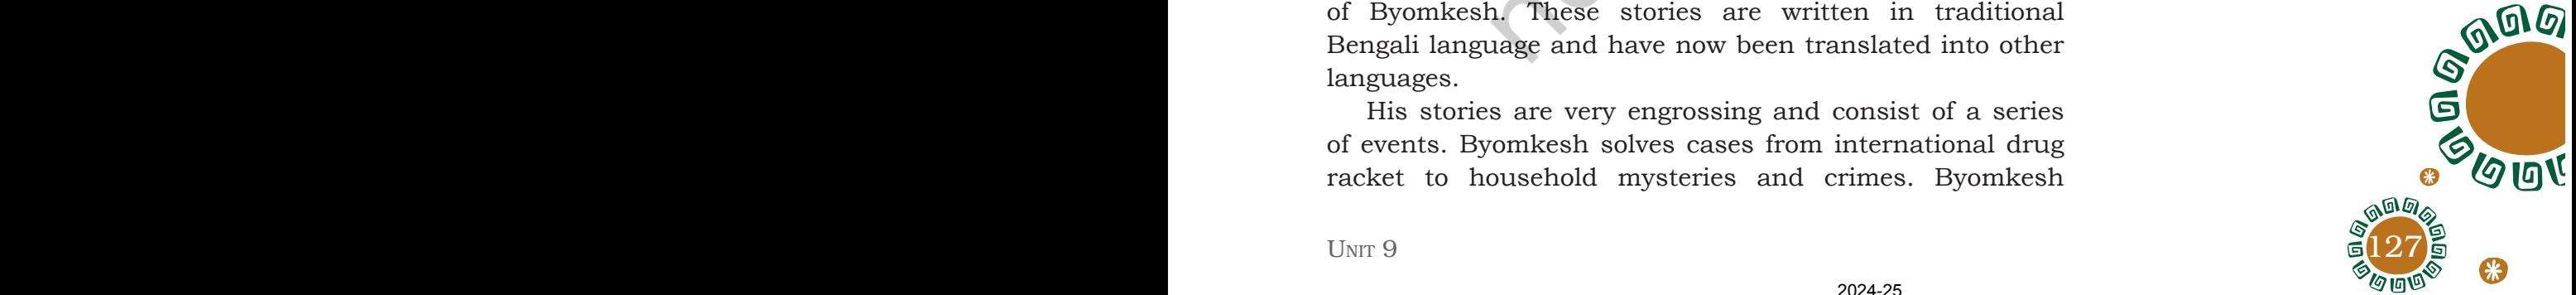 of Byomkesh. These stories are written in traditional
Bengali language and have now been translated into other
languages.
His stories are very engrossing and consist of a series
of events. Byomkesh solves cases from international drug
racket to household mysteries and crimes. Byomkesh
Unit 9
127
2024-25